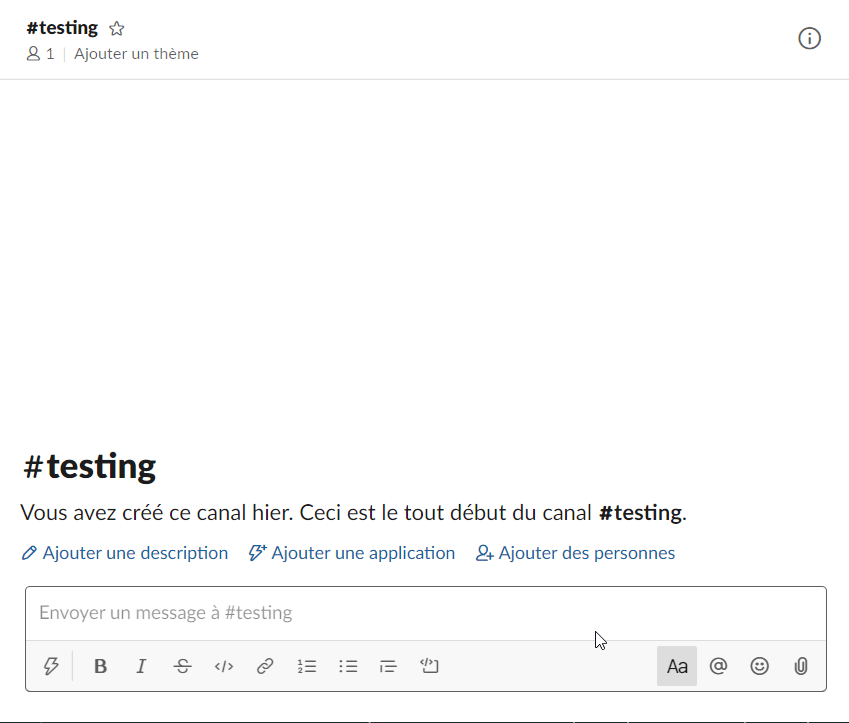 #testing
1 | Ajouter un thème
#testing
Vous avez créé ce canal hier. Ceci est le tout début du canal #testing.
Ajouter une description Ajouter une application Ajouter des personnes
Envoyer un message à #testing
B I S </> Aa @